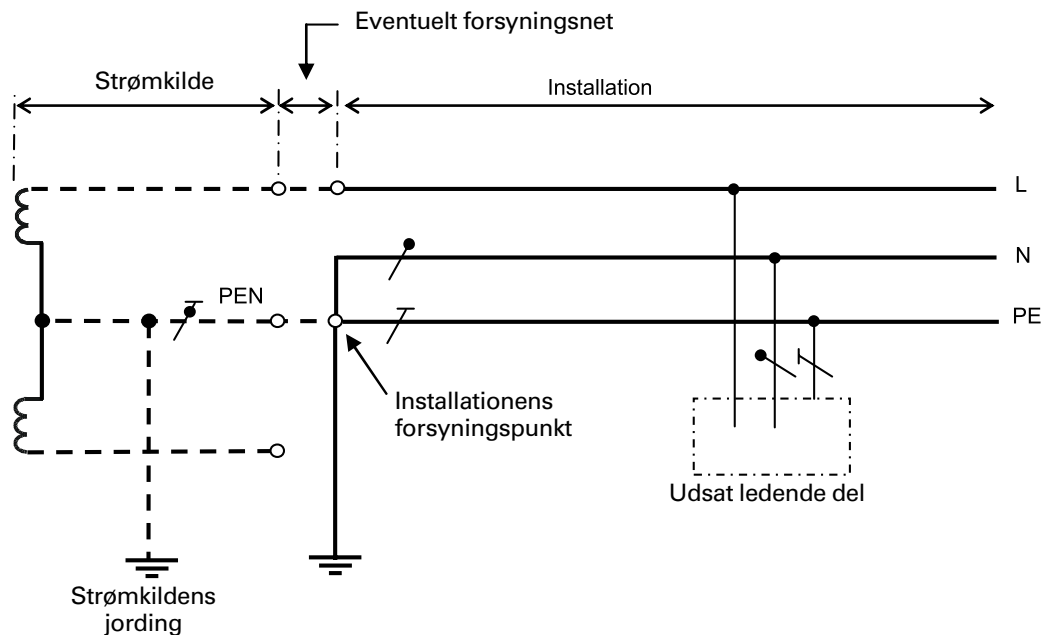 Eventuelt forsyningsnet
Strømkilde
Installation
L
N
PEN
PE
Installationens
forsyningspunkt
Udsat ledende del
Strømkildens
jording